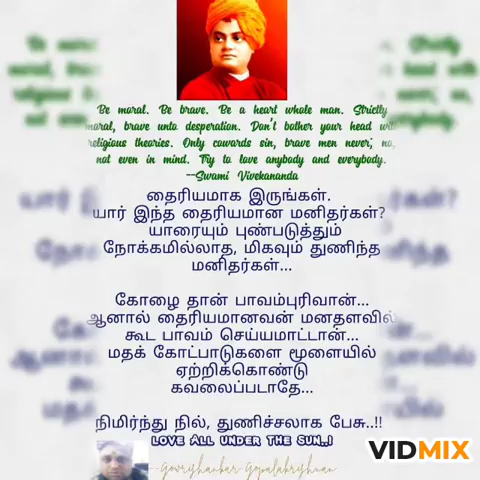 Be moral. Be brave. Be a heart whole man. Strictly
moral, brave unto desperation. Don't bother your head with
religious theories. Only cowards sin, brave men never; no,
not even in mind. Try to love anybody and everybody.
--Swami Vivekananda
தைரியமாக இருங்கள்.
யார் இந்த தைரியமான மனிதர்கள்?
யாரையும் புண்படுத்தும்
நோக்கமில்லாத, மிகவும் துணிந்த
மனிதர்கள்...
கோழை தான் பாவம்புரிவான்...
ஆனால் தைரியமானவன் மனதளவில்
கூட பாவம் செய்யமாட்டான்...
மதக் கோட்பாடுகளை மூளையில்
ஏற்றிக்கொண்டு
கவலைப்படாதே...
நிமிர்ந்து நில், துணிச்சலாக பேசு..!!
LOVE ALL UNDER THE SUN..!
--Gowrishankar Gopalakrishnan
VIDMIX